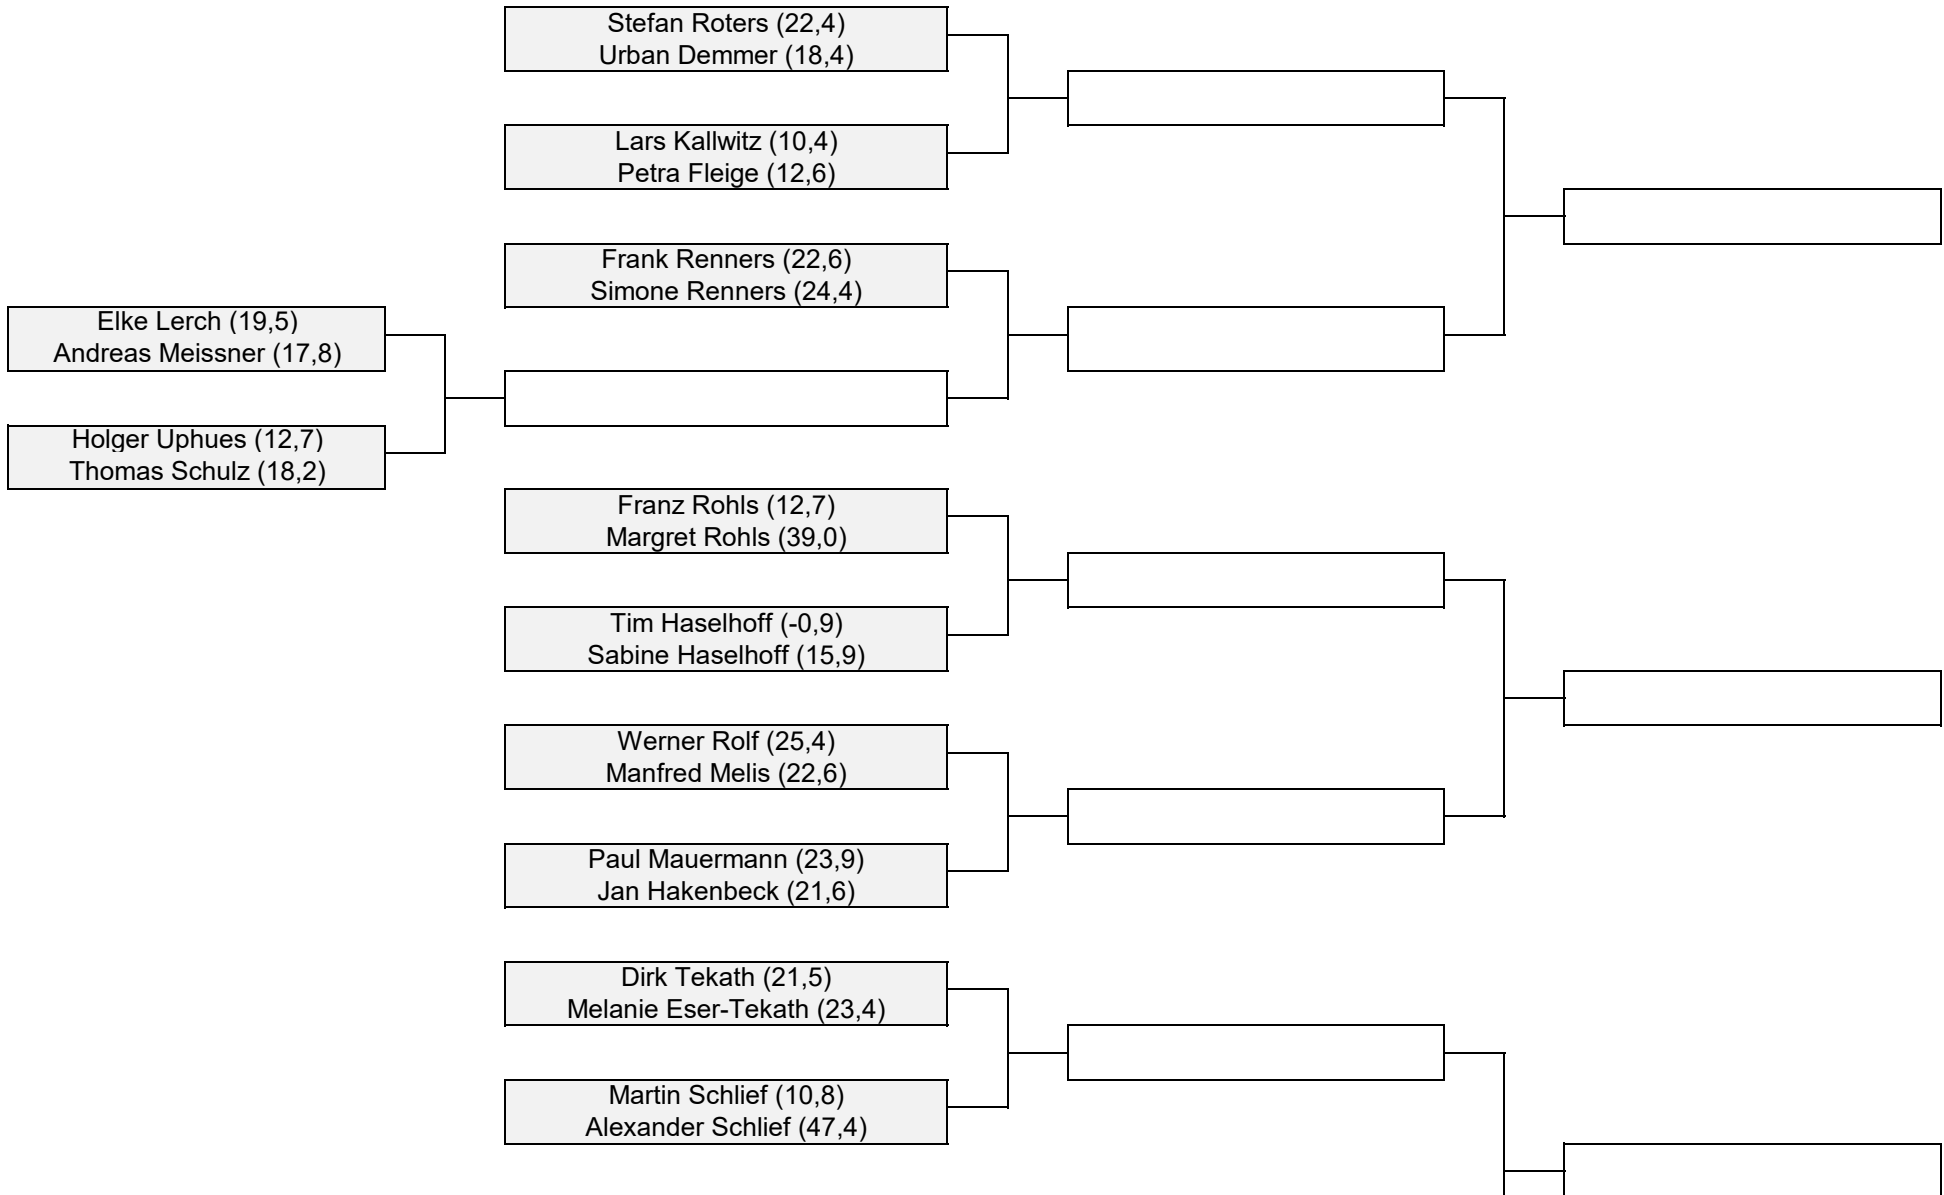 Stefan Roters (22,4)
Urban Demmer (18,4)
Lars Kallwitz (10,4)
Petra Fleige (12,6)
Frank Renners (22,6)
Simone Renners (24,4)
Elke Lerch (19,5)
Andreas Meissner (17,8)
Holger Uphues (12,7)
Thomas Schulz (18,2)
Franz Rohls (12,7)
Margret Rohls (39,0)
Tim Haselhoff (-0,9)
Sabine Haselhoff (15,9)
Werner Rolf (25,4)
Manfred Melis (22,6)
Paul Mauermann (23,9)
Jan Hakenbeck (21,6)
Dirk Tekath (21,5)
Melanie Eser-Tekath (23,4)
Martin Schlief (10,8)
Alexander Schlief (47,4)